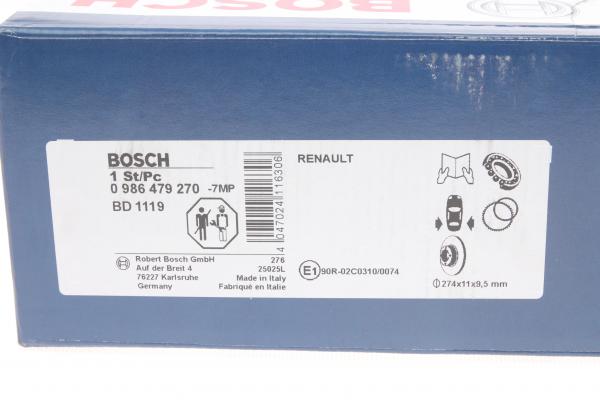 BOSCH
BOSCH
1 St/Pc
0 986 479 270 -7MP
BD 1119
4 047024 116306
RENAULT
Robert Bosch GmbH
Auf der Breit 4
76227 Karlsruhe
Germany
276
25025L
Made in Italy
Fabriqué en Italie
E1 90R-02C0310/0074
274x11x9,5 mm